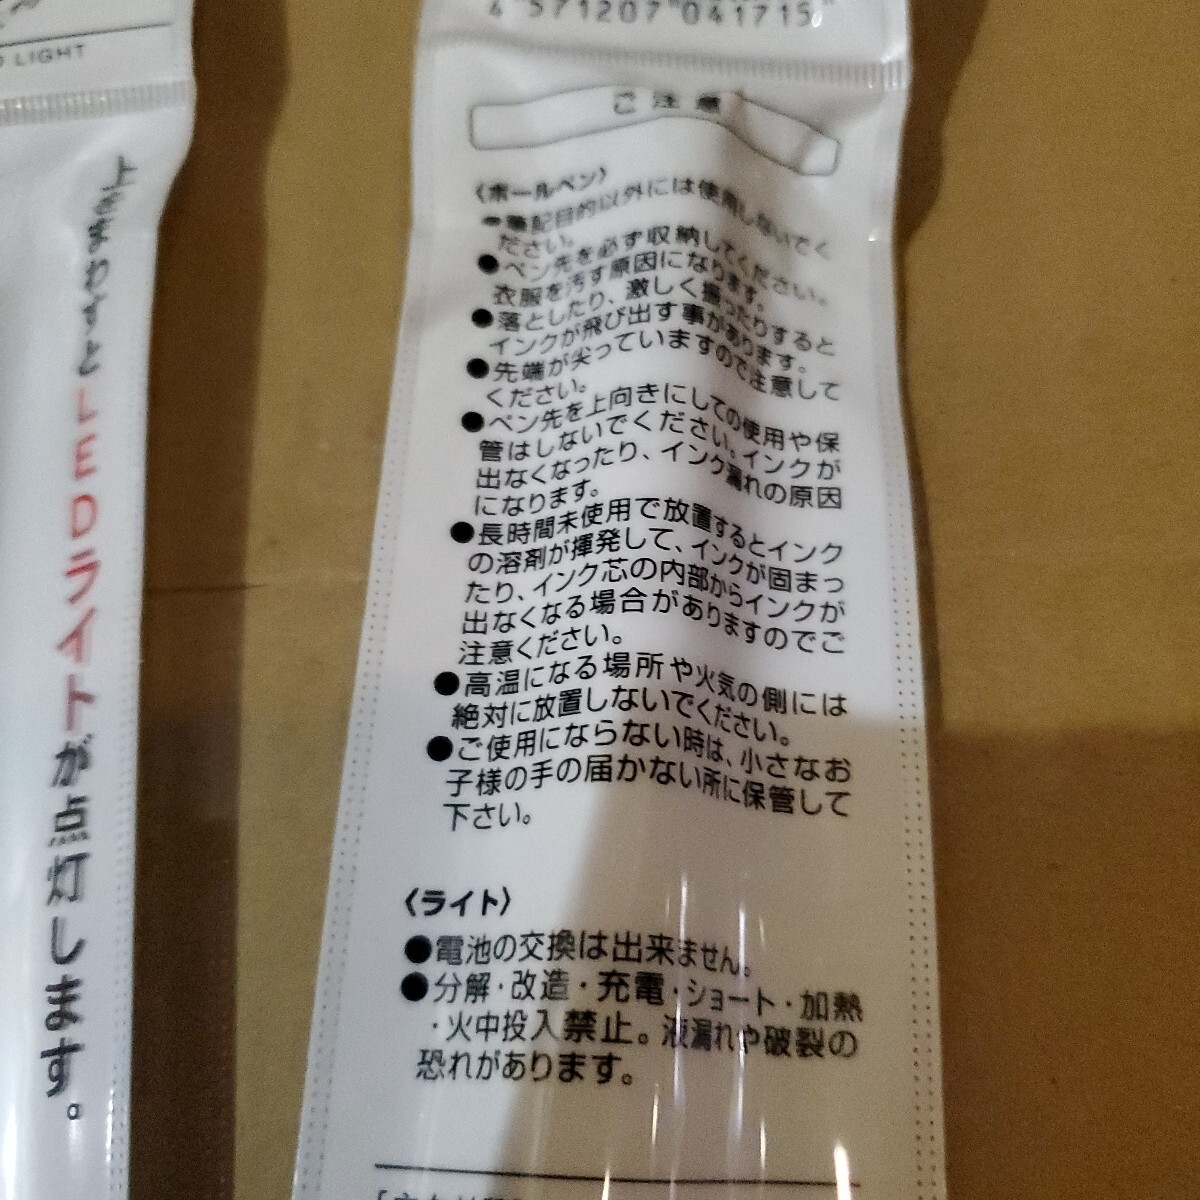 LIGHT
上をまわすとLEDライトが点灯します。
4 571207 041715
ご注意
〈ボールペン〉
●筆記目的以外には使用しないでく
ださい。
●ペン先を必ず収納してください。
衣服を汚す原因になります。
●落としたり、激しく振ったりすると
インクが飛び出す事があります。
●先端が尖っていますので注意して
ください。
●ペン先を上向きにしての使用や保
管はしないでください。インクが
出なくなったり、インク漏れの原因
になります。
●長時間未使用で放置するとインク
の溶剤が揮発して、インクが固まっ
たり、インク芯の内部からインクが
出なくなる場合がありますのでご
注意ください。
●高温になる場所や火気の側には
絶対に放置しないでください。
●ご使用にならない時は、小さなお
子様の手の届かない所に保管して
下さい。
〈ライト〉
●電池の交換は出来ません。
●分解・改造・充電・ショート・加熱
・火中投入禁止。液漏れや破裂の
恐れがあります。